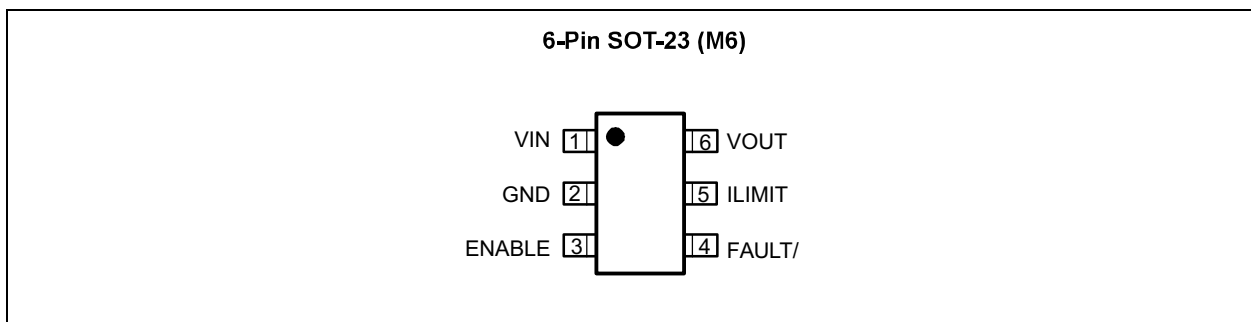 6-Pin SOT-23 (M6)
VIN 1 6 VOUT
GND 2 5 ILIMIT
ENABLE 3 4 FAULT/